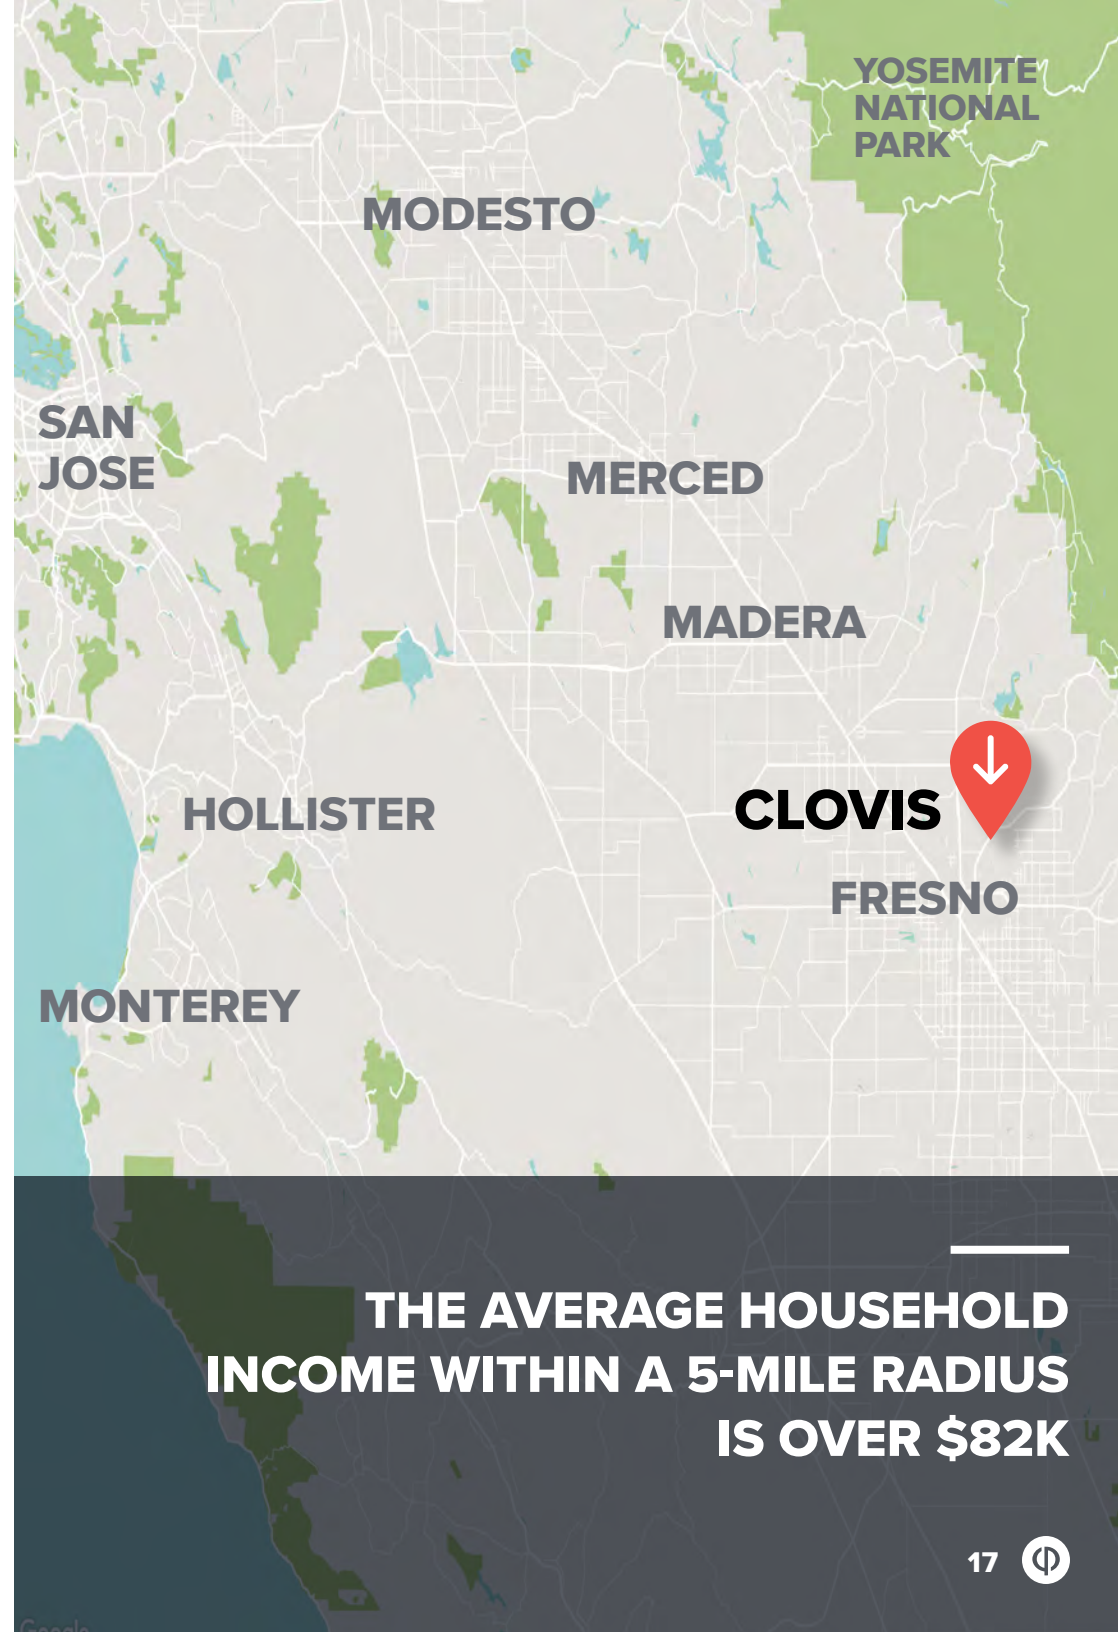 YOSEMITE
NATIONAL
PARK
MODESTO
SAN
JOSE
MERCED
MADERA
CLOVIS
HOLLISTER
FRESNO
MONTEREY
THE AVERAGE HOUSEHOLD
INCOME WITHIN A 5-MILE RADIUS
IS OVER $82K
17
Google